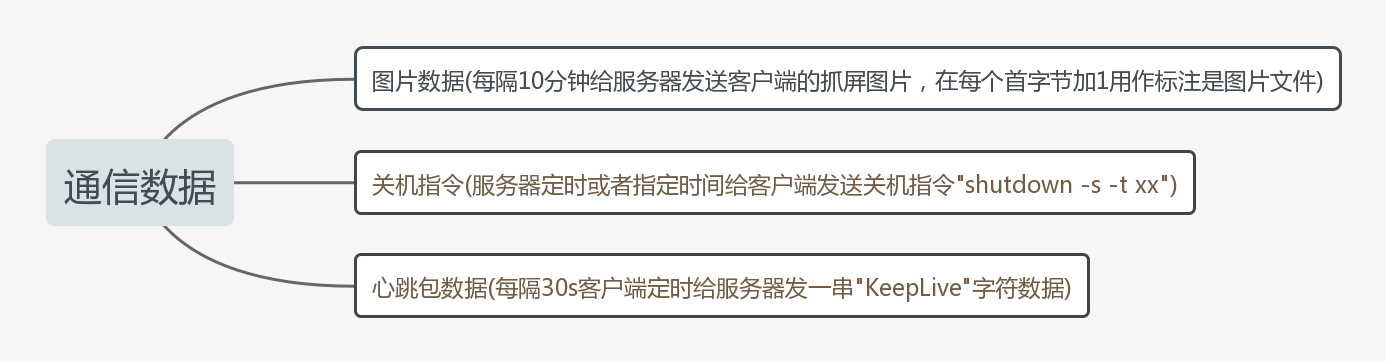 图片数据(每隔10分钟给服务器发送客户端的抓屏图片，在每个首字节加1用作标注是图片文件)
通信数据
关机指令(服务器定时或者指定时间给客户端发送关机指令"shutdown -s -t xx")
心跳包数据(每隔30s客户端定时给服务器发一串"KeepLive"字符数据)